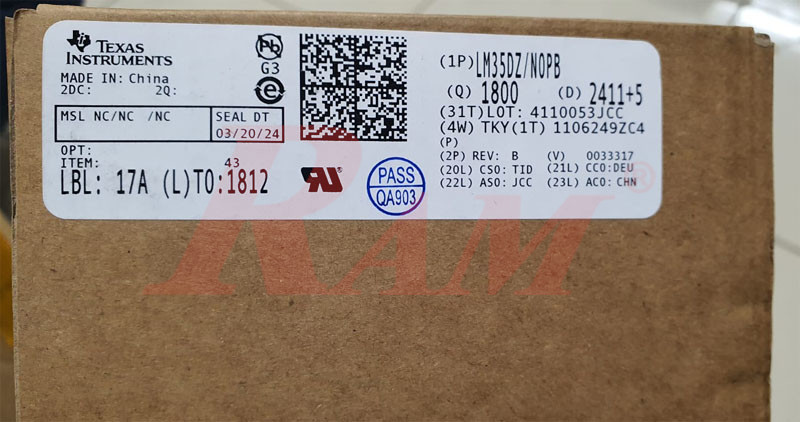 TEXAS
INSTRUMENTS
MADE IN: China
2DC: 2Q:
MSL NC/NC /NC
SEAL DT
03/20/24
OPT:
ITEM: 43
LBL: 17A (L)TO:1812
Pb
G3
e
(1P)LM35DZ/NOPB
(Q) 1800 (D) 2411+5
(31T)LOT: 4110053JCC
(4W) TKY(1T) 1106249ZC4
(P)
(2P) REV: B (V) 0033317
(20L) CSO: TID (21L) CCO:DEU
(22L) ASO: JCC (23L) ACO: CHN
PASS
QA903
RAM®